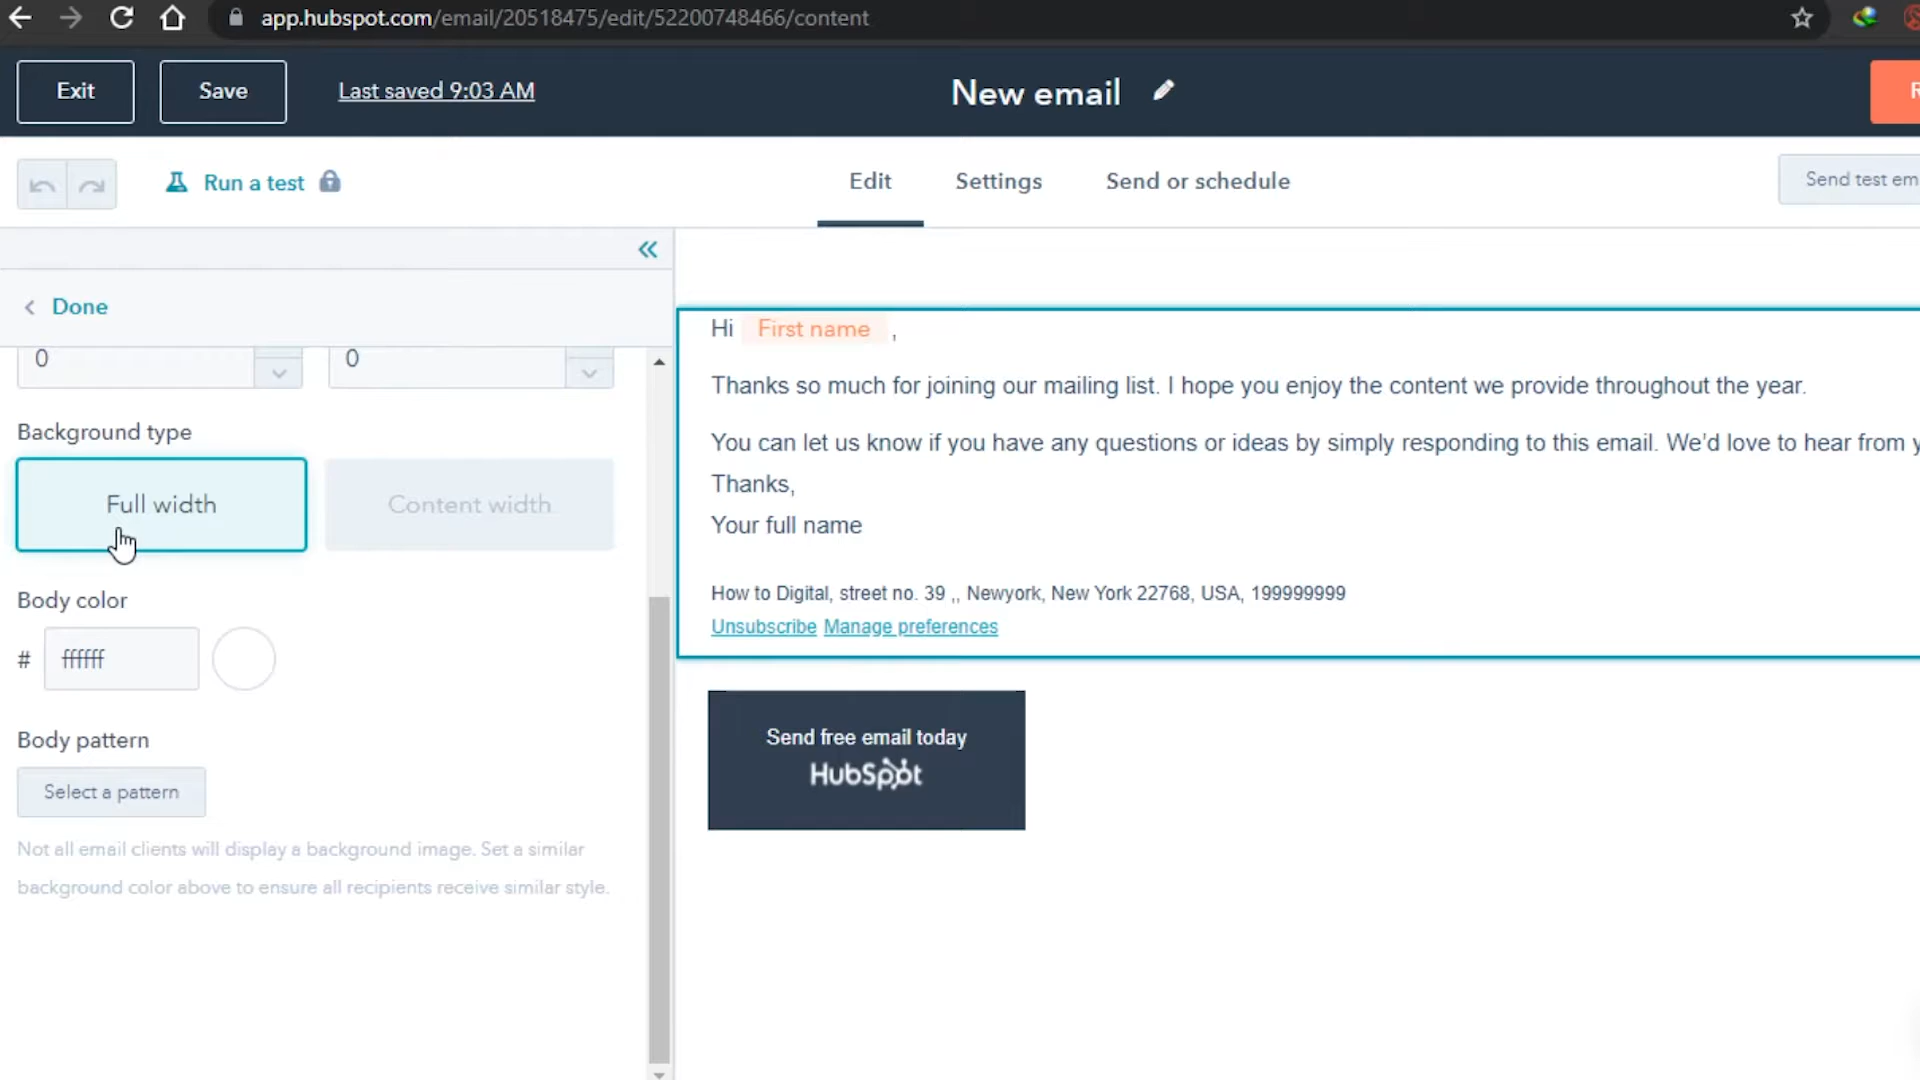 app.hubspot.com/email/20518475/edit/52200748466/content
Exit
Save
Last saved 9:03 AM
New email
R
Run a test
Edit
Settings
Send or schedule
Send test em
Done
0
0
Background type
Full width
Content width
Body color
# ffffff
Body pattern
Select a pattern
Not all email clients will display a background image. Set a similar
background color above to ensure all recipients receive similar style.
Hi First name ,
Thanks so much for joining our mailing list. I hope you enjoy the content we provide throughout the year.
You can let us know if you have any questions or ideas by simply responding to this email. We'd love to hear from y
Thanks,
Your full name
How to Digital, street no. 39 ,, Newyork, New York 22768, USA, 199999999
Unsubscribe Manage preferences
Send free email today
HubSpot